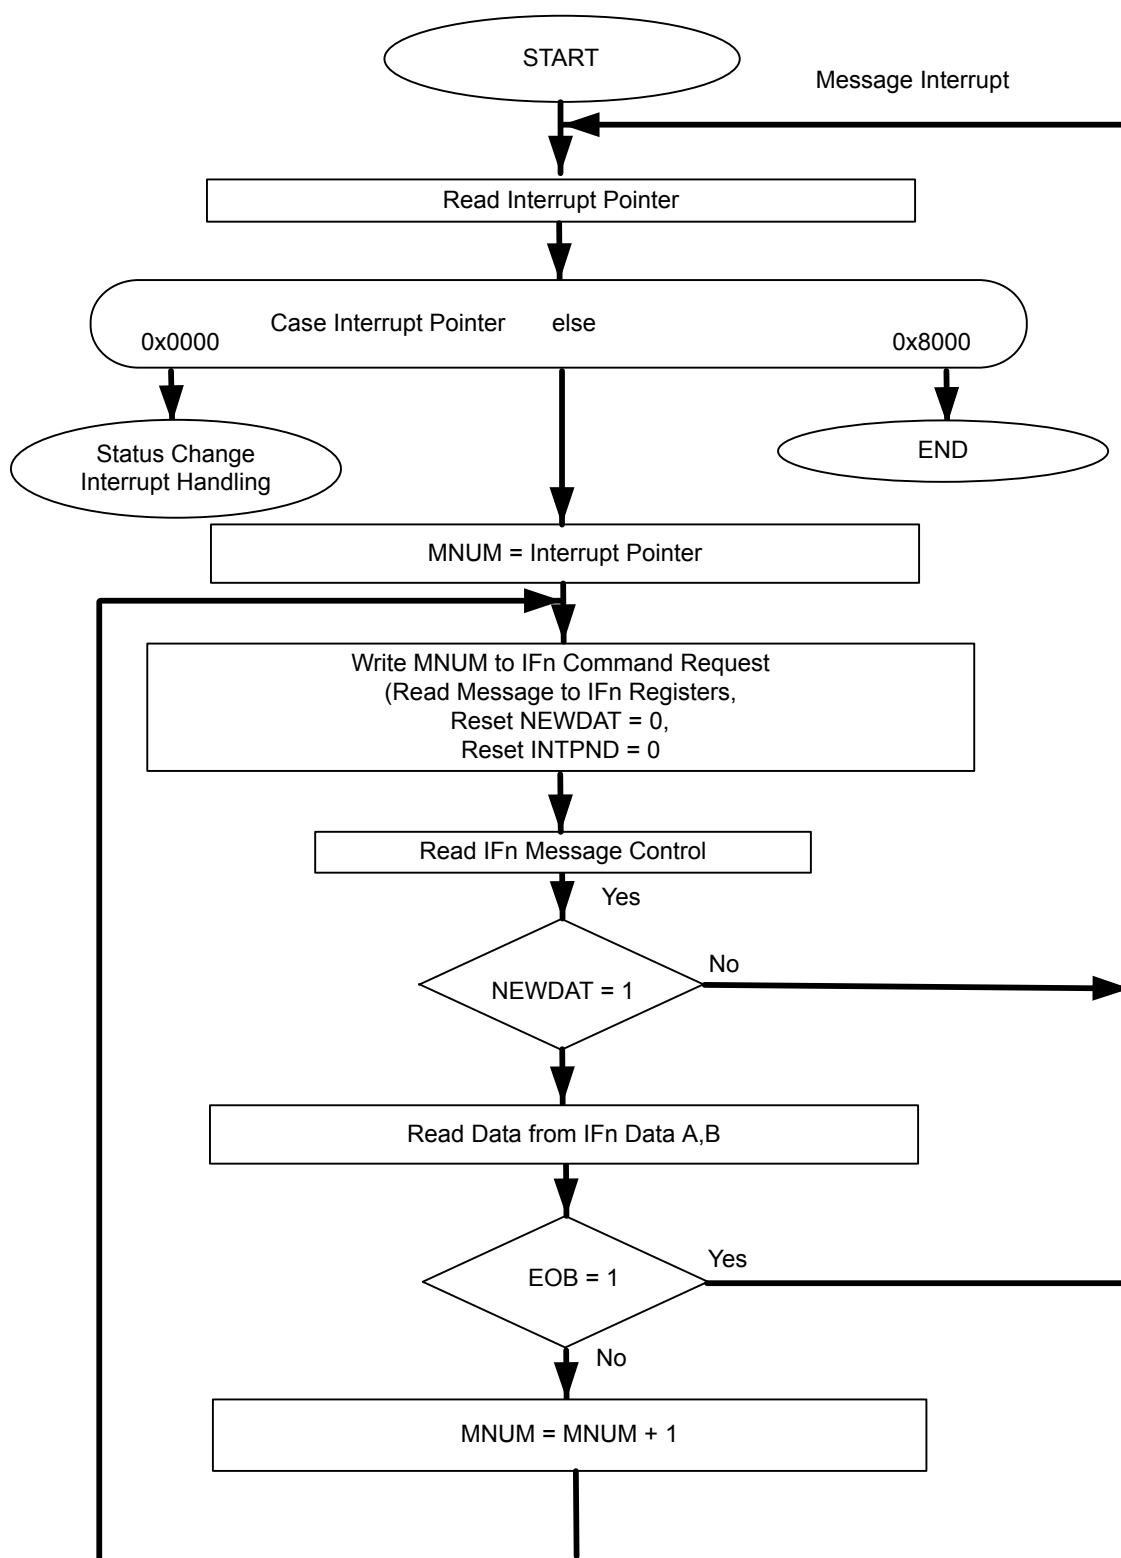 START
Message Interrupt
Read Interrupt Pointer
Case Interrupt Pointer else
0x0000
0x8000
Status Change
Interrupt Handling
END
MNUM = Interrupt Pointer
Write MNUM to IFn Command Request
(Read Message to IFn Registers,
Reset NEWDAT = 0,
Reset INTPND = 0
Read IFn Message Control
Yes
NEWDAT = 1
No
Read Data from IFn Data A,B
EOB = 1
Yes
No
MNUM = MNUM + 1